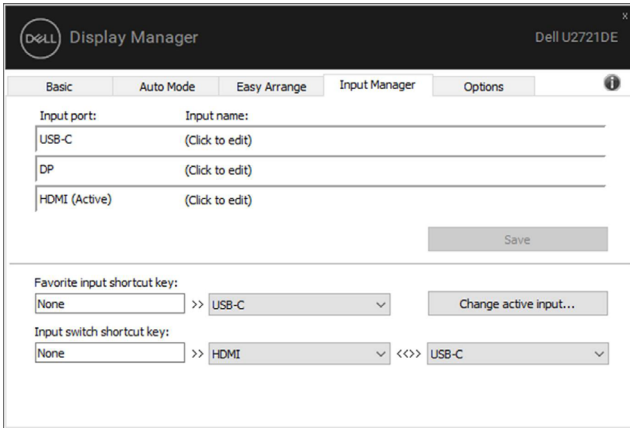 x
DELL Display Manager Dell U2721DE
Basic Auto Mode Easy Arrange Input Manager Options i
Input port: Input name:
USB-C (Click to edit)
DP (Click to edit)
HDMI (Active) (Click to edit)
Save
Favorite input shortcut key:
None >> USB-C Change active input...
Input switch shortcut key:
None >> HDMI <<>> USB-C